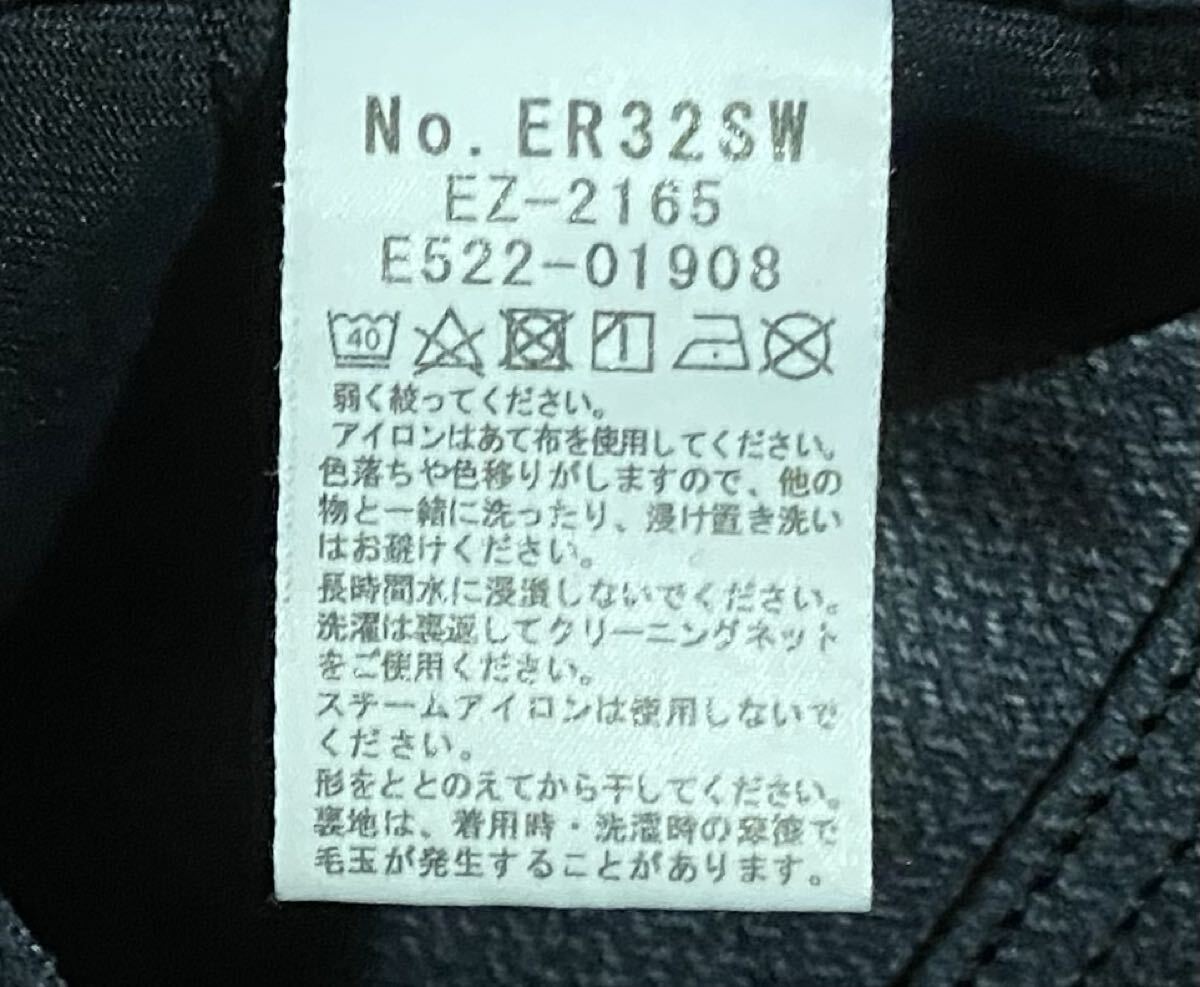 No. ER32SW
EZ-2165
E522-01908
40
弱く絞ってください。
アイロンはあて布を使用してください。
色落ちや色移りがしますので、他の
物と一緒に洗ったり、浸け置き洗い
はお避けください。
長時間水に浸漬しないでください。
洗濯は裏返してクリーニングネット
をご使用ください。
スチームアイロンは使用しないで
ください。
形をととのえてから干してください。
裏地は、着用時・洗濯時の摩擦で
毛玉が発生することがあります。